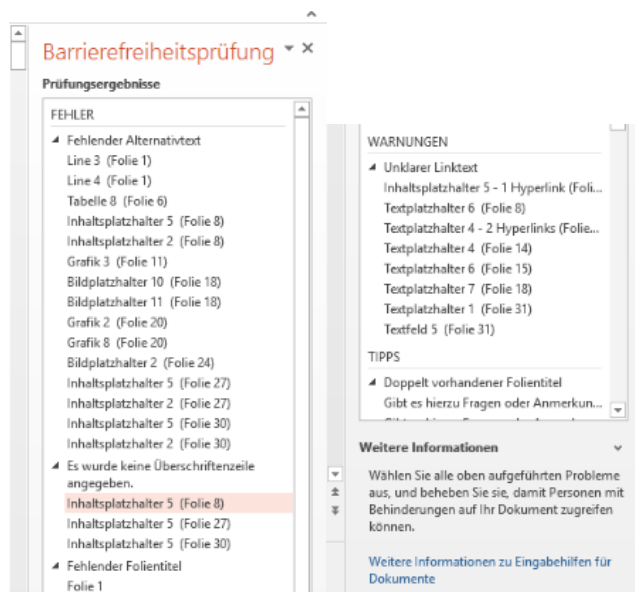 Barrierefreiheitsprüfung
Prüfungsergebnisse
FEHLER
Fehlender Alternativtext
Line 3 (Folie 1)
Line 4 (Folie 1)
Tabelle 8 (Folie 6)
Inhaltsplatzhalter 5 (Folie 8)
Inhaltsplatzhalter 2 (Folie 8)
Grafik 3 (Folie 11)
Bildplatzhalter 10 (Folie 18)
Bildplatzhalter 11 (Folie 18)
Grafik 2 (Folie 20)
Grafik 8 (Folie 20)
Bildplatzhalter 2 (Folie 24)
Inhaltsplatzhalter 5 (Folie 27)
Inhaltsplatzhalter 2 (Folie 27)
Inhaltsplatzhalter 5 (Folie 30)
Inhaltsplatzhalter 2 (Folie 30)
Es wurde keine Überschriftenzeile
angegeben.
Inhaltsplatzhalter 5 (Folie 8)
Inhaltsplatzhalter 5 (Folie 27)
Inhaltsplatzhalter 5 (Folie 30)
Fehlender Folientitel
Folie 1
WARNUNGEN
Unklarer Linktext
Inhaltsplatzhalter 5 - 1 Hyperlink (Foli...
Textplatzhalter 6 (Folie 8)
Textplatzhalter 4 - 2 Hyperlinks (Folie...
Textplatzhalter 4 (Folie 14)
Textplatzhalter 6 (Folie 15)
Textplatzhalter 7 (Folie 18)
Textplatzhalter 1 (Folie 31)
Textfeld 5 (Folie 31)
TIPPS
Doppelt vorhandener Folientitel
Gibt es hierzu Fragen oder Anmerkun...
Weitere Informationen
Wählen Sie alle oben aufgeführten Probleme
aus, und beheben Sie sie, damit Personen mit
Behinderungen auf Ihr Dokument zugreifen
können.
Weitere Informationen zu Eingabehilfen für
Dokumente